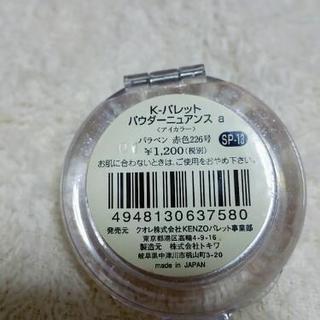 K-パレット
パウダーニュアンス a
〈アイカラー〉
パラベン 赤色226号 SP-13
¥1,200(税別)
お肌に合わないときは、ご使用をおやめ下さい。
4948130637580
発売元 クオレ株式会社KENZOパレット事業部
東京都港区高輪4-9-16
製造元 株式会社トキワ
岐阜県中津川市桃山町3-20
made in JAPAN